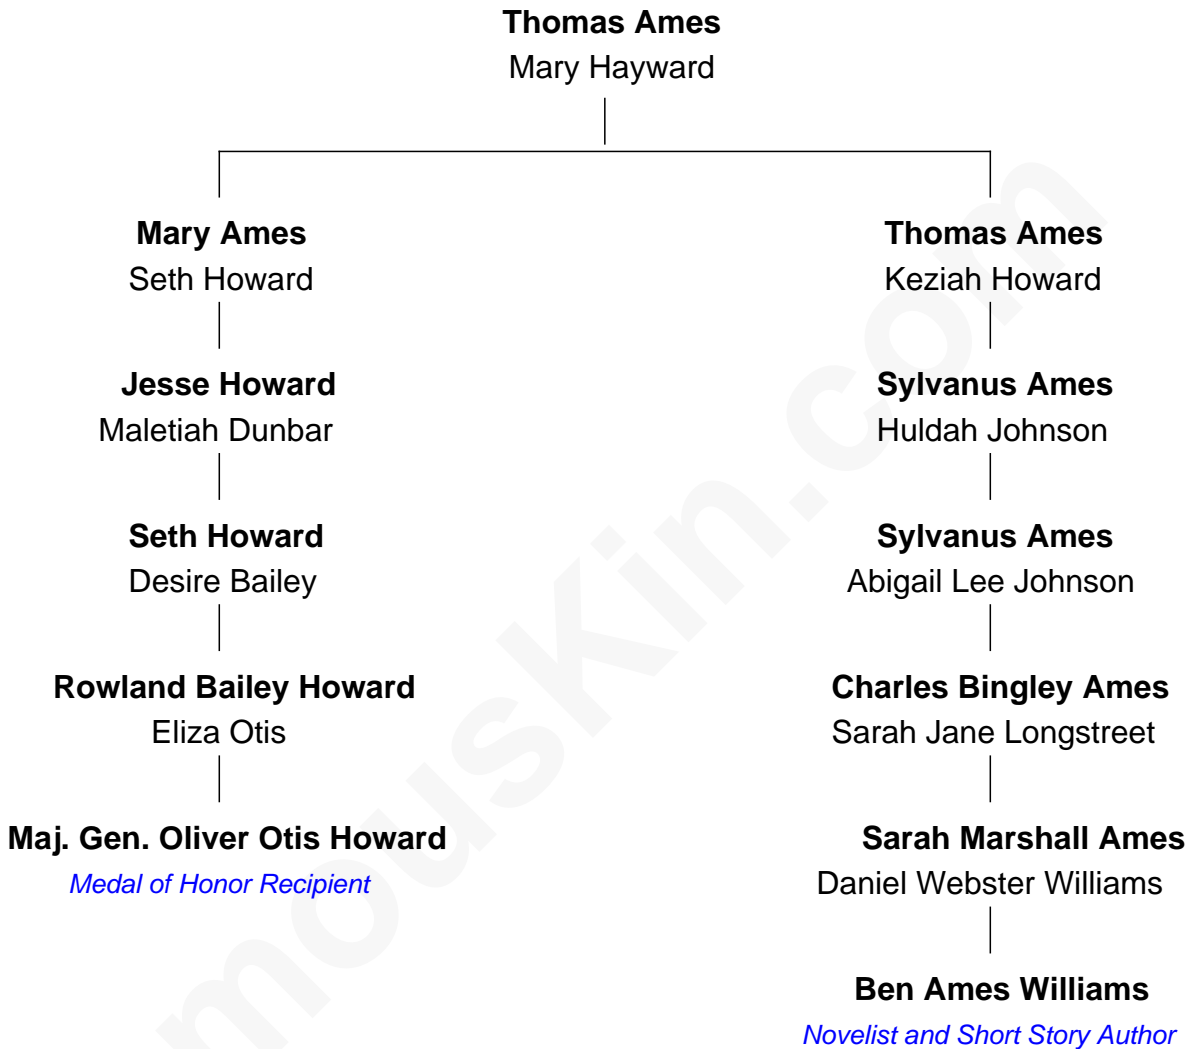 Thomas Ames
Mary Hayward
Mary Ames
Seth Howard
Thomas Ames
Keziah Howard
Jesse Howard
Maletiah Dunbar
Sylvanus Ames
Huldah Johnson
Seth Howard
Desire Bailey
Sylvanus Ames
Abigail Lee Johnson
Rowland Bailey Howard
Eliza Otis
Charles Bingley Ames
Sarah Jane Longstreet
Maj. Gen. Oliver Otis Howard
Medal of Honor Recipient
Sarah Marshall Ames
Daniel Webster Williams
Ben Ames Williams
Novelist and Short Story Author
mousKin.com